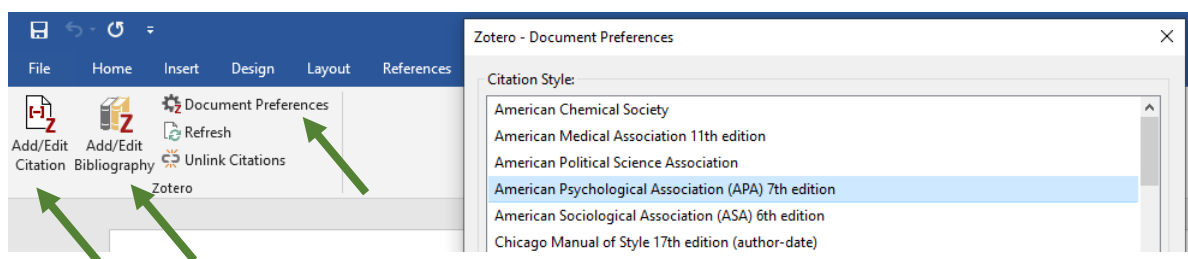 File Home Insert Design Layout References
Add/Edit Citation
Add/Edit Bibliography
Document Preferences
Refresh
Unlink Citations
Zotero
Zotero - Document Preferences
Citation Style:
American Chemical Society
American Medical Association 11th edition
American Political Science Association
American Psychological Association (APA) 7th edition
American Sociological Association (ASA) 6th edition
Chicago Manual of Style 17th edition (author-date)